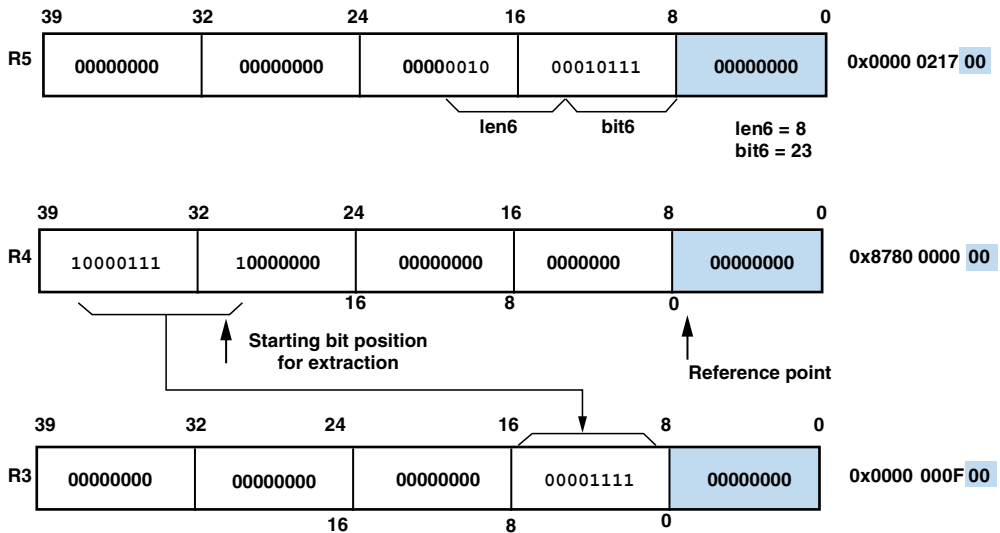 39 32 24 16 8 0
R5 00000000 00000000 00000010 00010111 00000000 0x0000 0217 00
len6 bit6 len6 = 8
bit6 = 23
39 32 24 16 8 0
R4 10000111 10000000 00000000 0000000 00000000 0x8780 0000 00
16 8 0
Starting bit position
for extraction
Reference point
39 32 24 16 8 0
R3 00000000 00000000 00000000 00001111 00000000 0x0000 000F 00
16 8 0